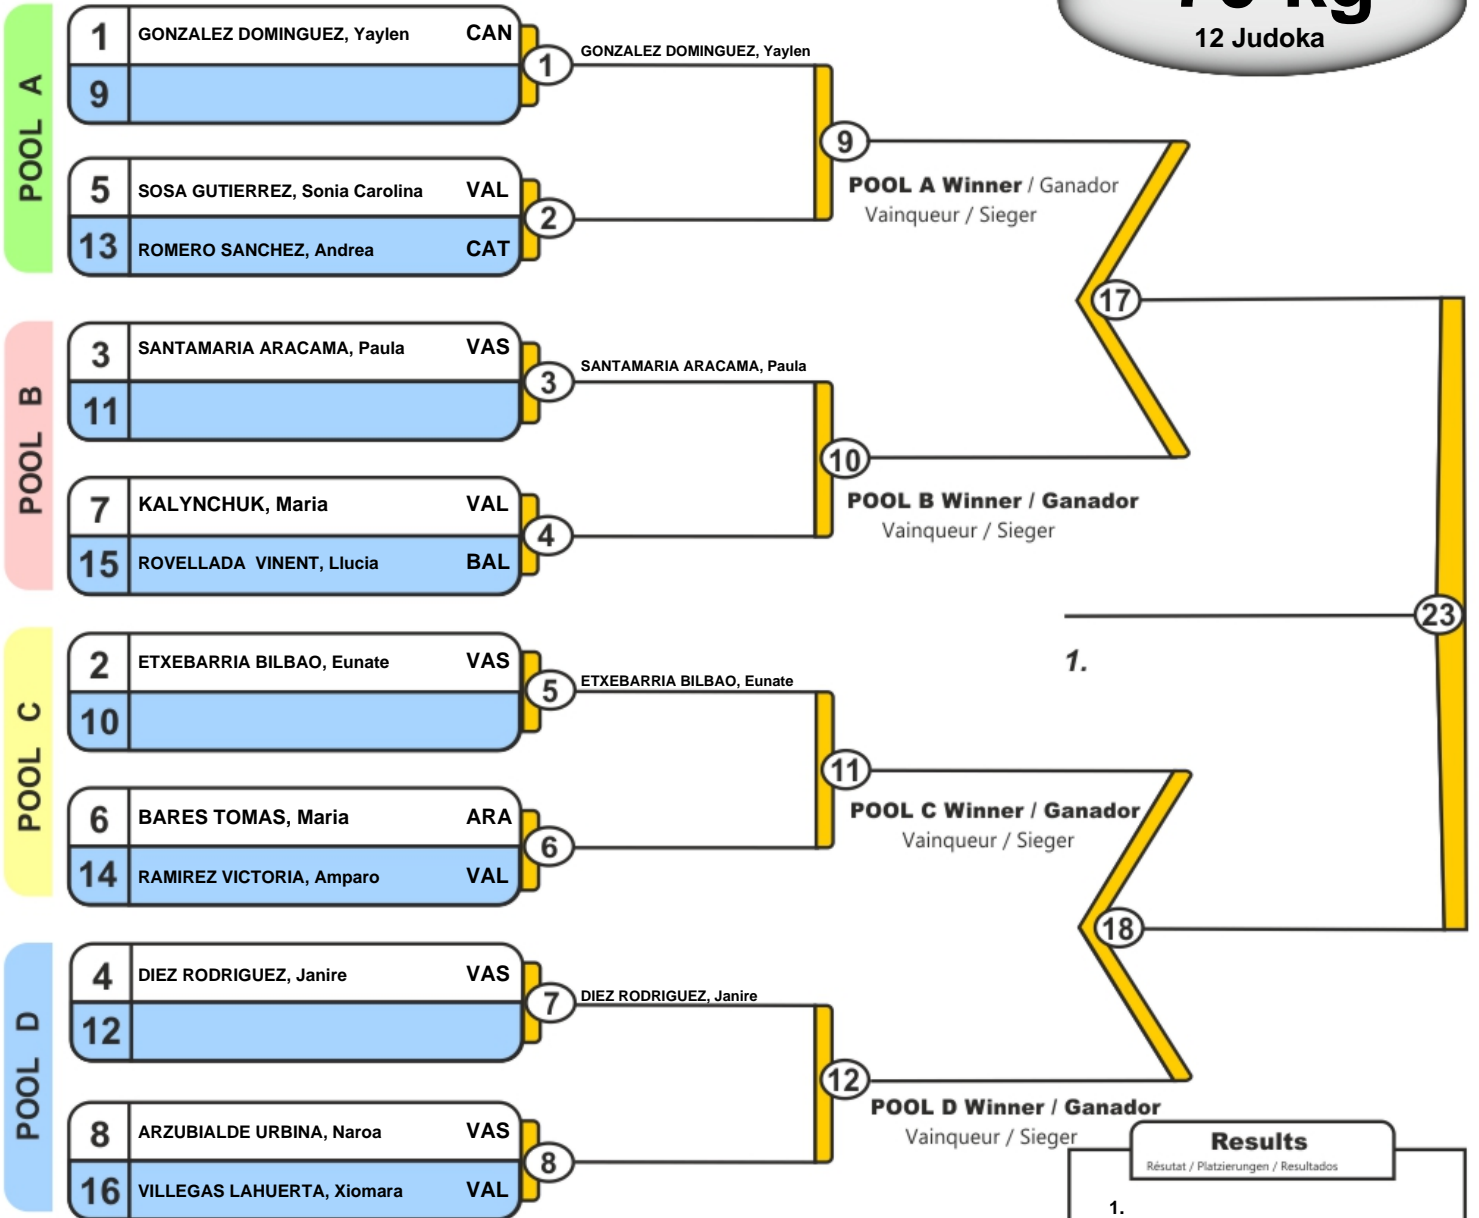 kg
12 Judoka
POOL A
1 GONZALEZ DOMINGUEZ, Yaylen CAN
9
1
GONZALEZ DOMINGUEZ, Yaylen
5 SOSA GUTIERREZ, Sonia Carolina VAL
13 ROMERO SANCHEZ, Andrea CAT
2
9
POOL A Winner / Ganador
Vainqueur / Sieger
17
POOL B
3 SANTAMARIA ARACAMA, Paula VAS
11
3
SANTAMARIA ARACAMA, Paula
7 KALYNCHUK, Maria VAL
15 ROVELLADA VINENT, Llucia BAL
4
10
POOL B Winner / Ganador
Vainqueur / Sieger
23
1.
POOL C
2 ETXEBARRIA BILBAO, Eunate VAS
10
5
ETXEBARRIA BILBAO, Eunate
6 BARES TOMAS, Maria ARA
14 RAMIREZ VICTORIA, Amparo VAL
6
11
POOL C Winner / Ganador
Vainqueur / Sieger
18
POOL D
4 DIEZ RODRIGUEZ, Janire VAS
12
7
DIEZ RODRIGUEZ, Janire
8 ARZUBIALDE URBINA, Naroa VAS
16 VILLEGAS LAHUERTA, Xiomara VAL
8
12
POOL D Winner / Ganador
Vainqueur / Sieger
Results
Résutat / Platzierungen / Resultados
1.